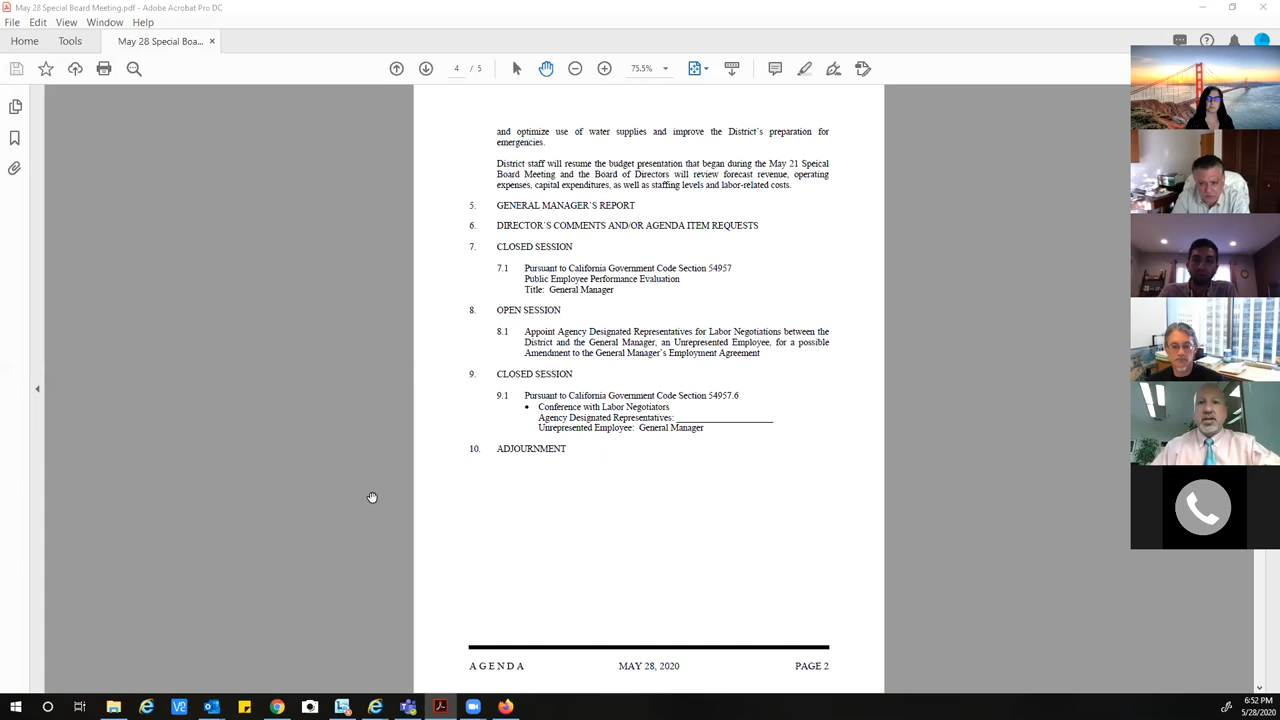 May 28 Special Board Meeting.pdf - Adobe Acrobat Pro DC
File Edit View Window Help
Home Tools May 28 Special Boa... ×
4 / 5 75.5%
and optimize use of water supplies and improve the District's preparation for
emergencies.
District staff will resume the budget presentation that began during the May 21 Speical
Board Meeting and the Board of Directors will review forecast revenue, operating
expenses, capital expenditures, as well as staffing levels and labor-related costs.
5. GENERAL MANAGER'S REPORT
6. DIRECTOR'S COMMENTS AND/OR AGENDA ITEM REQUESTS
7. CLOSED SESSION
7.1 Pursuant to California Government Code Section 54957
Public Employee Performance Evaluation
Title: General Manager
8. OPEN SESSION
8.1 Appoint Agency Designated Representatives for Labor Negotiations between the
District and the General Manager, an Unrepresented Employee, for a possible
Amendment to the General Manager's Employment Agreement
9. CLOSED SESSION
9.1 Pursuant to California Government Code Section 54957.6
• Conference with Labor Negotiators
Agency Designated Representatives: ____________________
Unrepresented Employee: General Manager
10. ADJOURNMENT
AGENDA MAY 28, 2020 PAGE 2
6:52 PM
5/28/2020